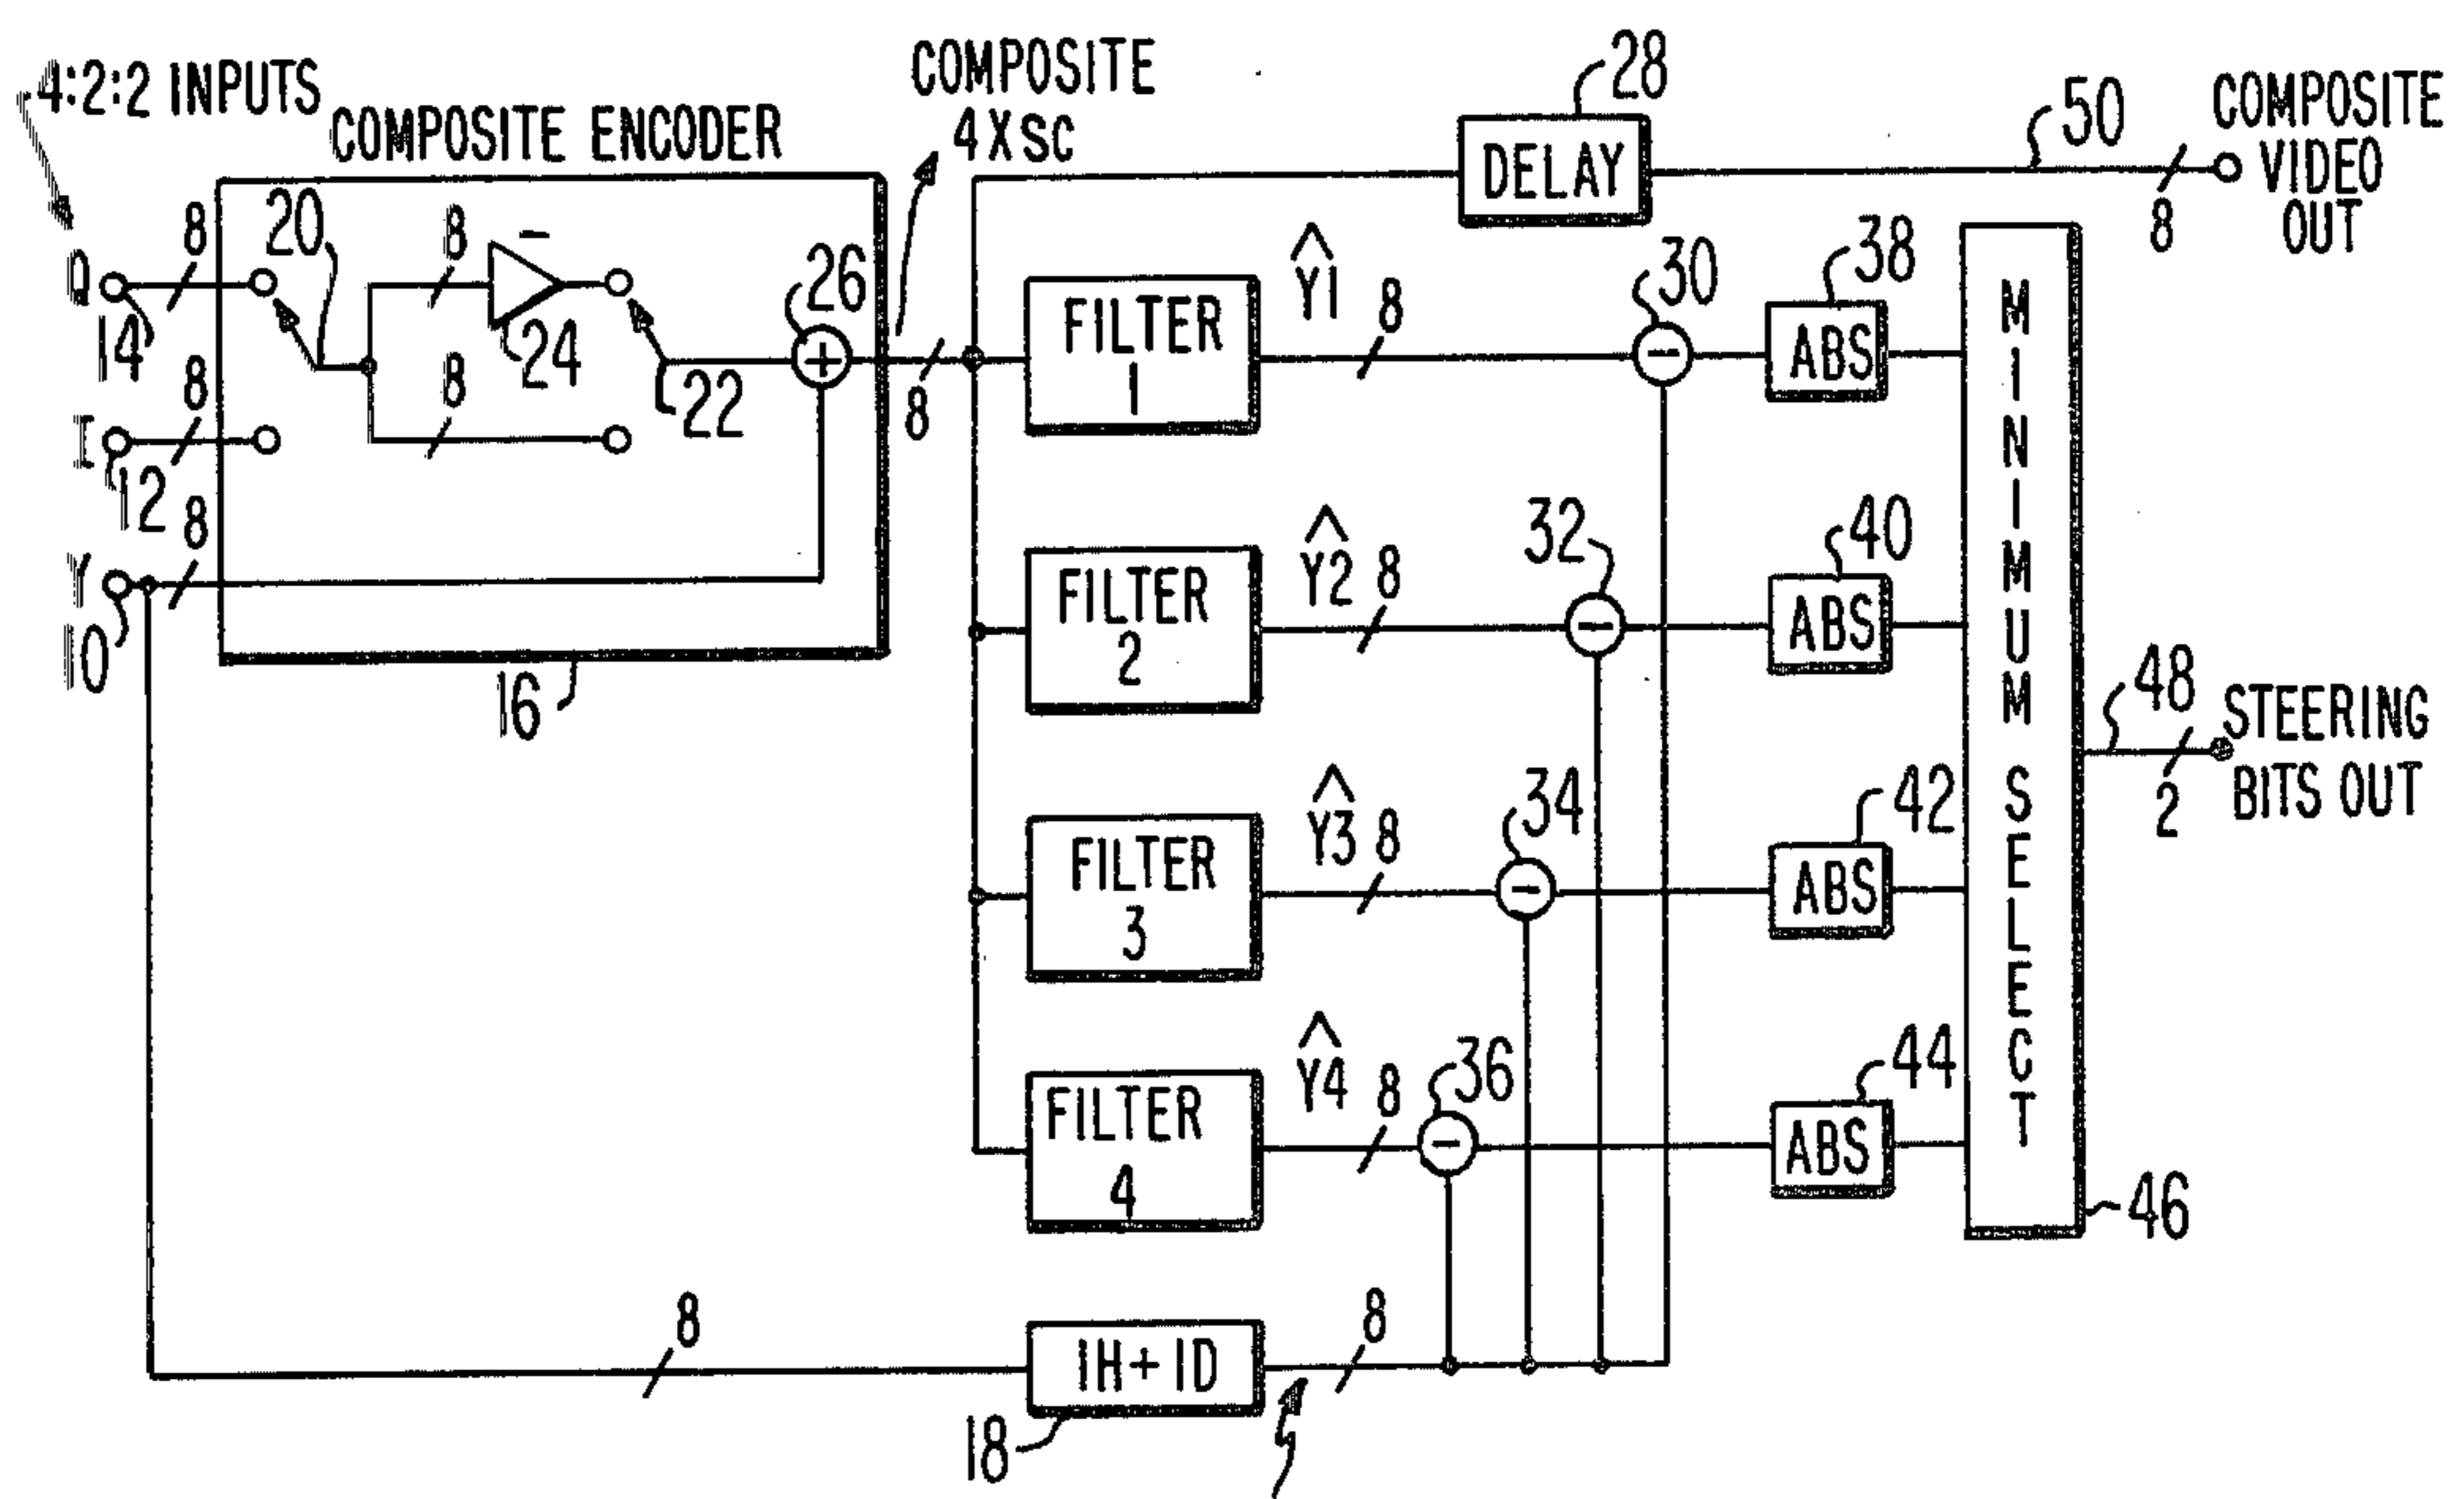 4:2:2 INPUTS
COMPOSITE ENCODER
COMPOSITE
4XSC
28
DELAY
50
COMPOSITE
VIDEO
OUT
8
Q
14
8
20
8
–
24
26
+
8
22
I
12
8
8
Y
10
8
16
FILTER
1
Ŷ1
8
30
–
38
ABS
FILTER
2
Ŷ2
8
32
–
40
ABS
FILTER
3
Ŷ3
8
34
–
42
ABS
FILTER
4
Ŷ4
8
36
–
44
ABS
MINIMUM SELECT
46
48
2
STEERING
BITS OUT
8
1H+1D
18
8